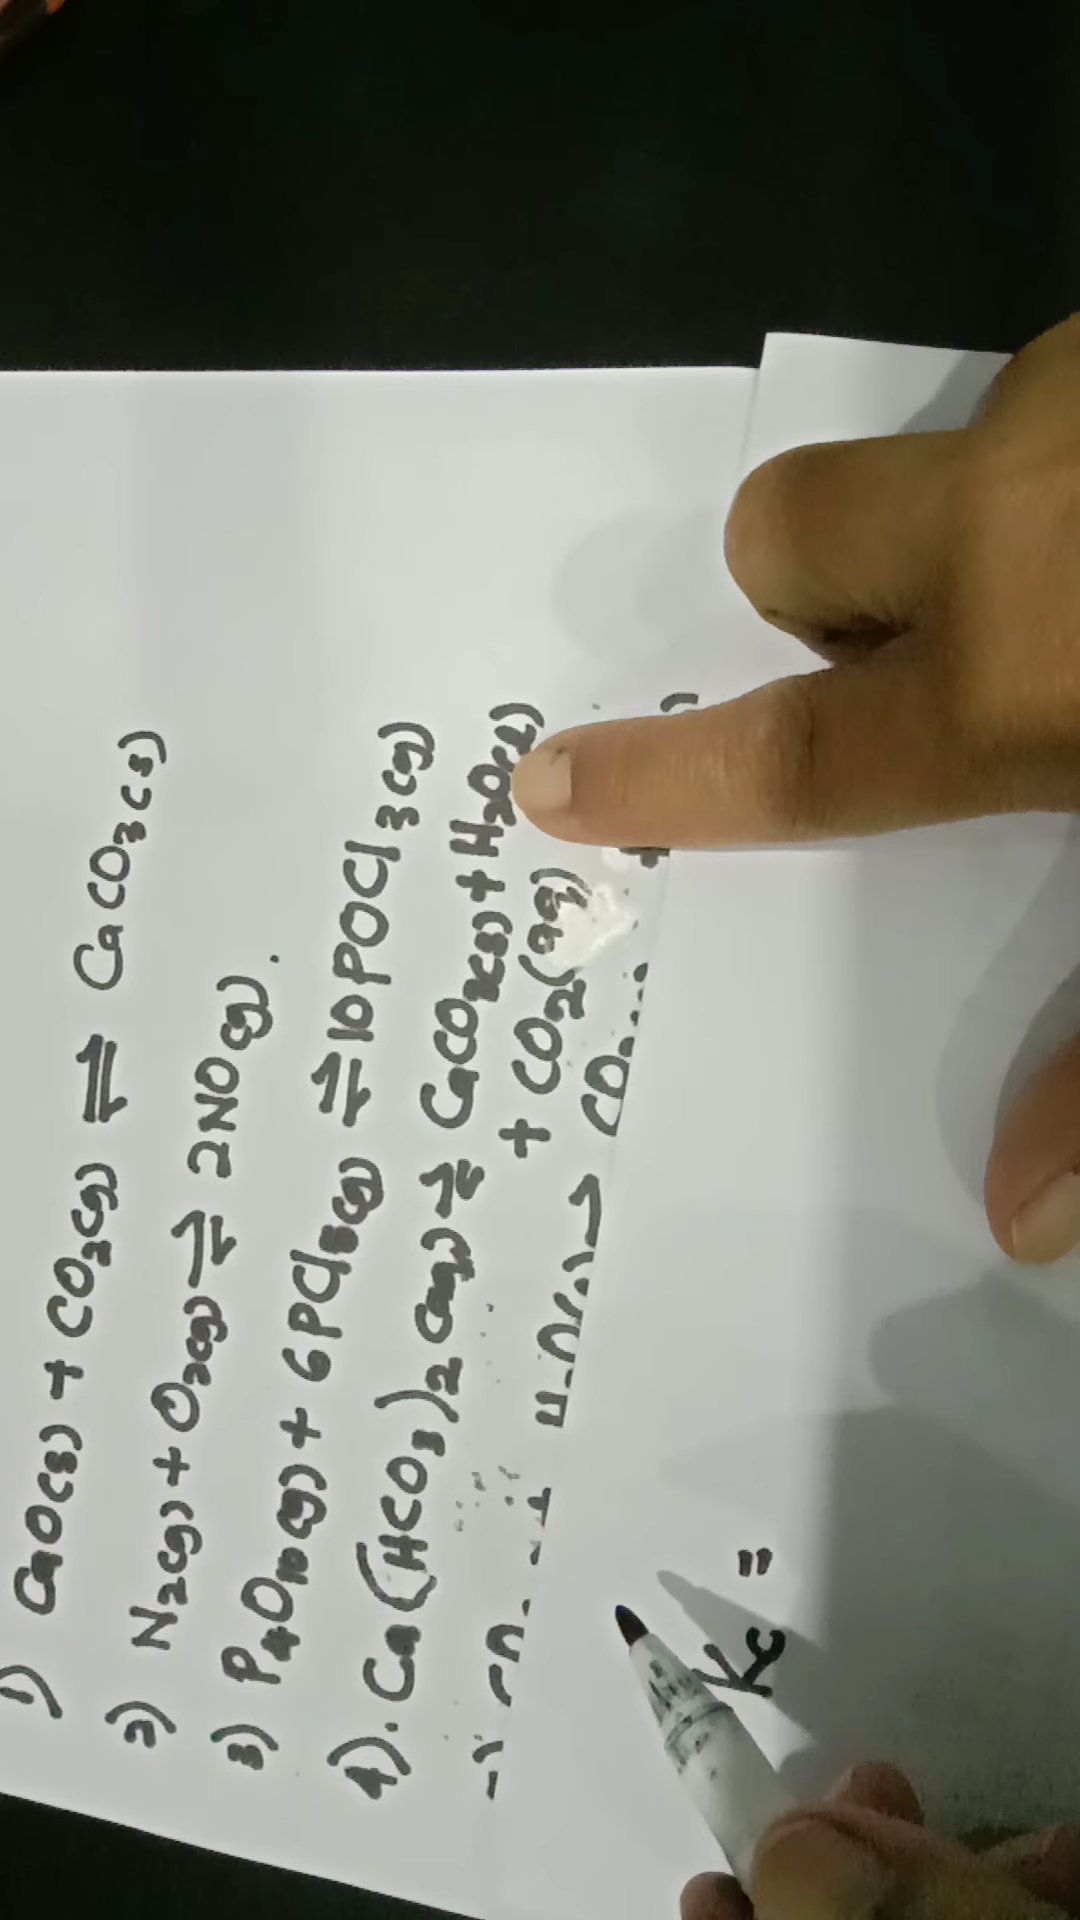 1) CaO(s) + CO2(g) ⇌ CaCO3(s)
2) N2(g) + O2(g) ⇌ 2NO(g).
3) P4O10(g) + 6PCl5(g) ⇌ 10POCl3(g)
4). Ca(HCO3)2(aq) ⇌ CaCO3(s) + H2O(l)
+ CO2(g)
Kc =